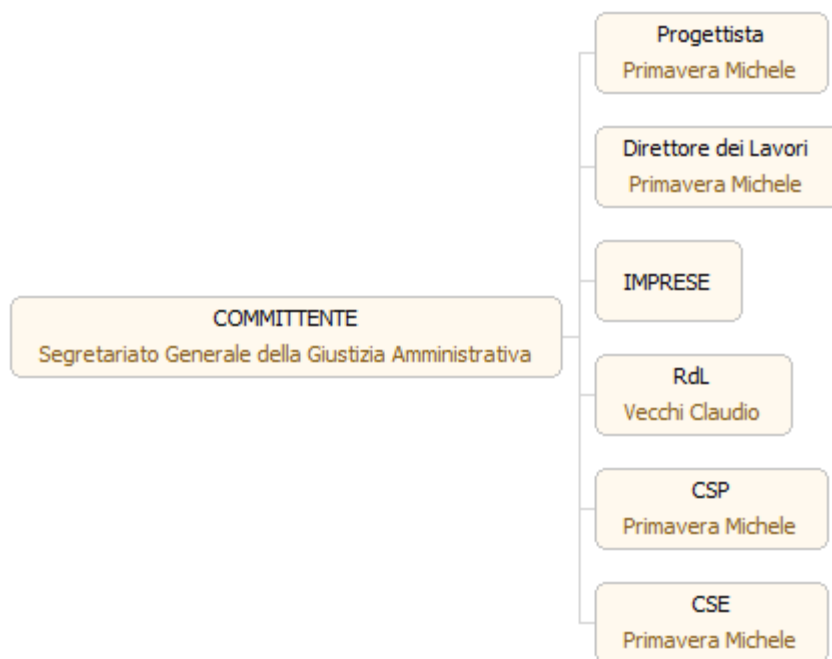 Progettista
Primavera Michele
Direttore dei Lavori
Primavera Michele
IMPRESE
COMMITTENTE
Segretariato Generale della Giustizia Amministrativa
RdL
Vecchi Claudio
CSP
Primavera Michele
CSE
Primavera Michele